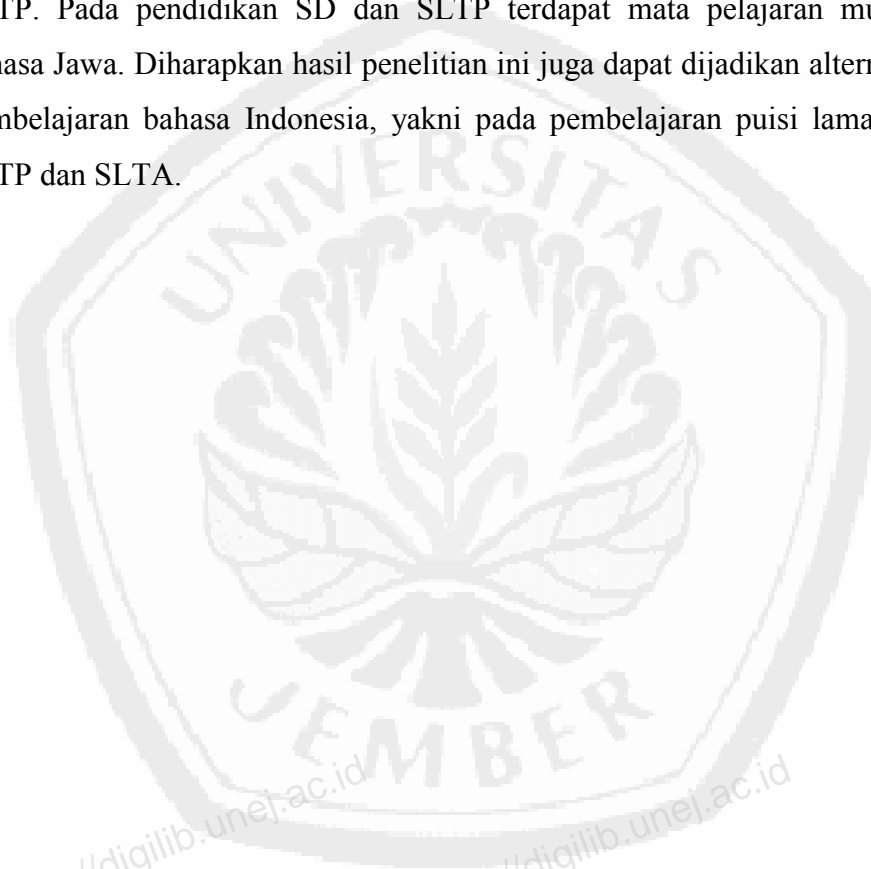 TP. Pada pendidikan SD dan SLTP terdapat mata pelajaran mu
asa Jawa. Diharapkan hasil penelitian ini juga dapat dijadikan altern
mbelajaran bahasa Indonesia, yakni pada pembelajaran puisi lama
TP dan SLTA.
UNIVERSITAS
JEMBER
//digilib.unej.ac.id
//digilib.unej.ac.id